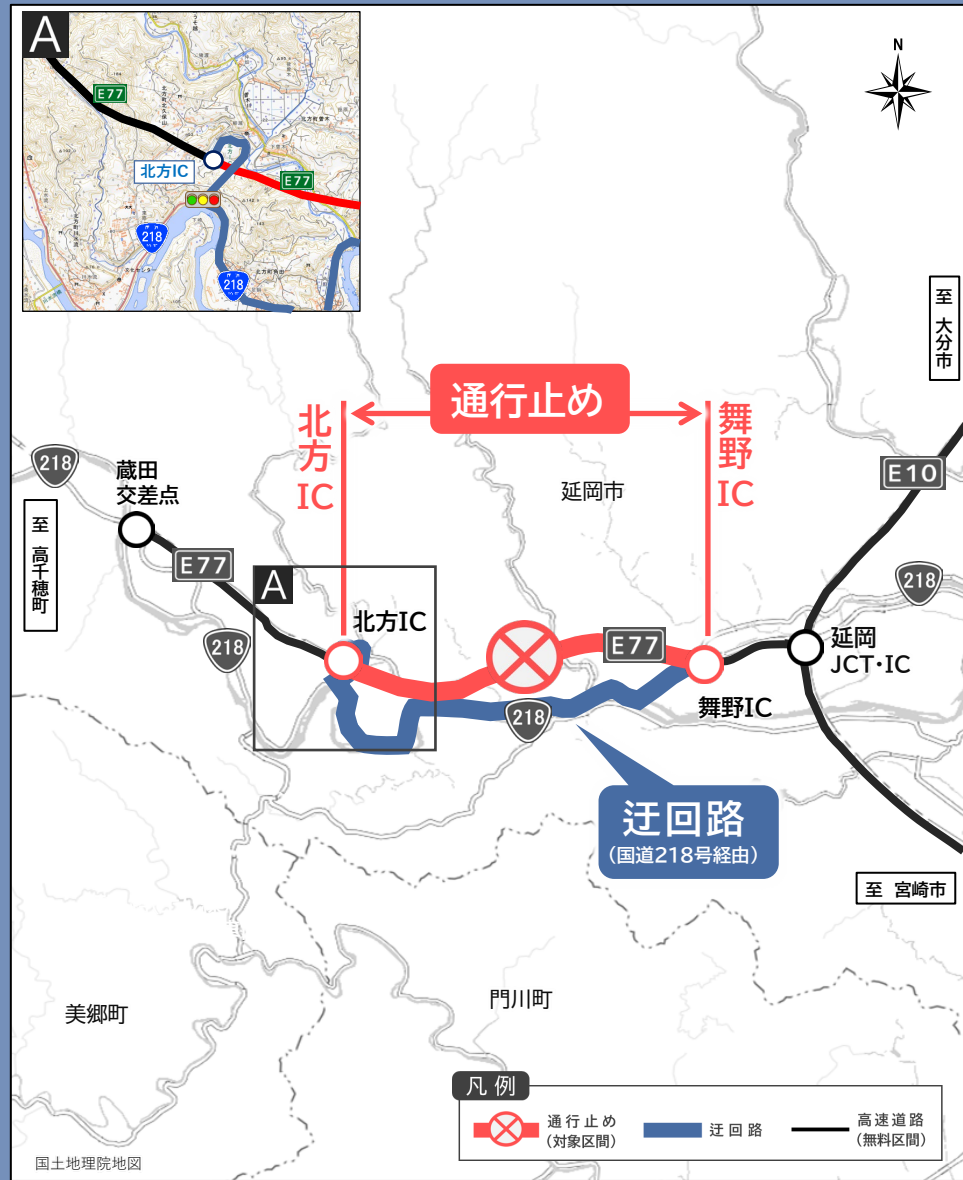 A
E77
北方IC
E77
218
218
N
至 大分市
通行止め
北方IC
舞野IC
延岡市
E10
218
蔵田
交差点
至 高千穂町
E77
A
北方IC
218
218
E77
延岡
JCT・IC
舞野IC
218
迂回路
(国道218号経由)
至 宮崎市
美郷町
門川町
凡例
通行止め
(対象区間)
迂回路
高速道路
(無料区間)
国土地理院地図